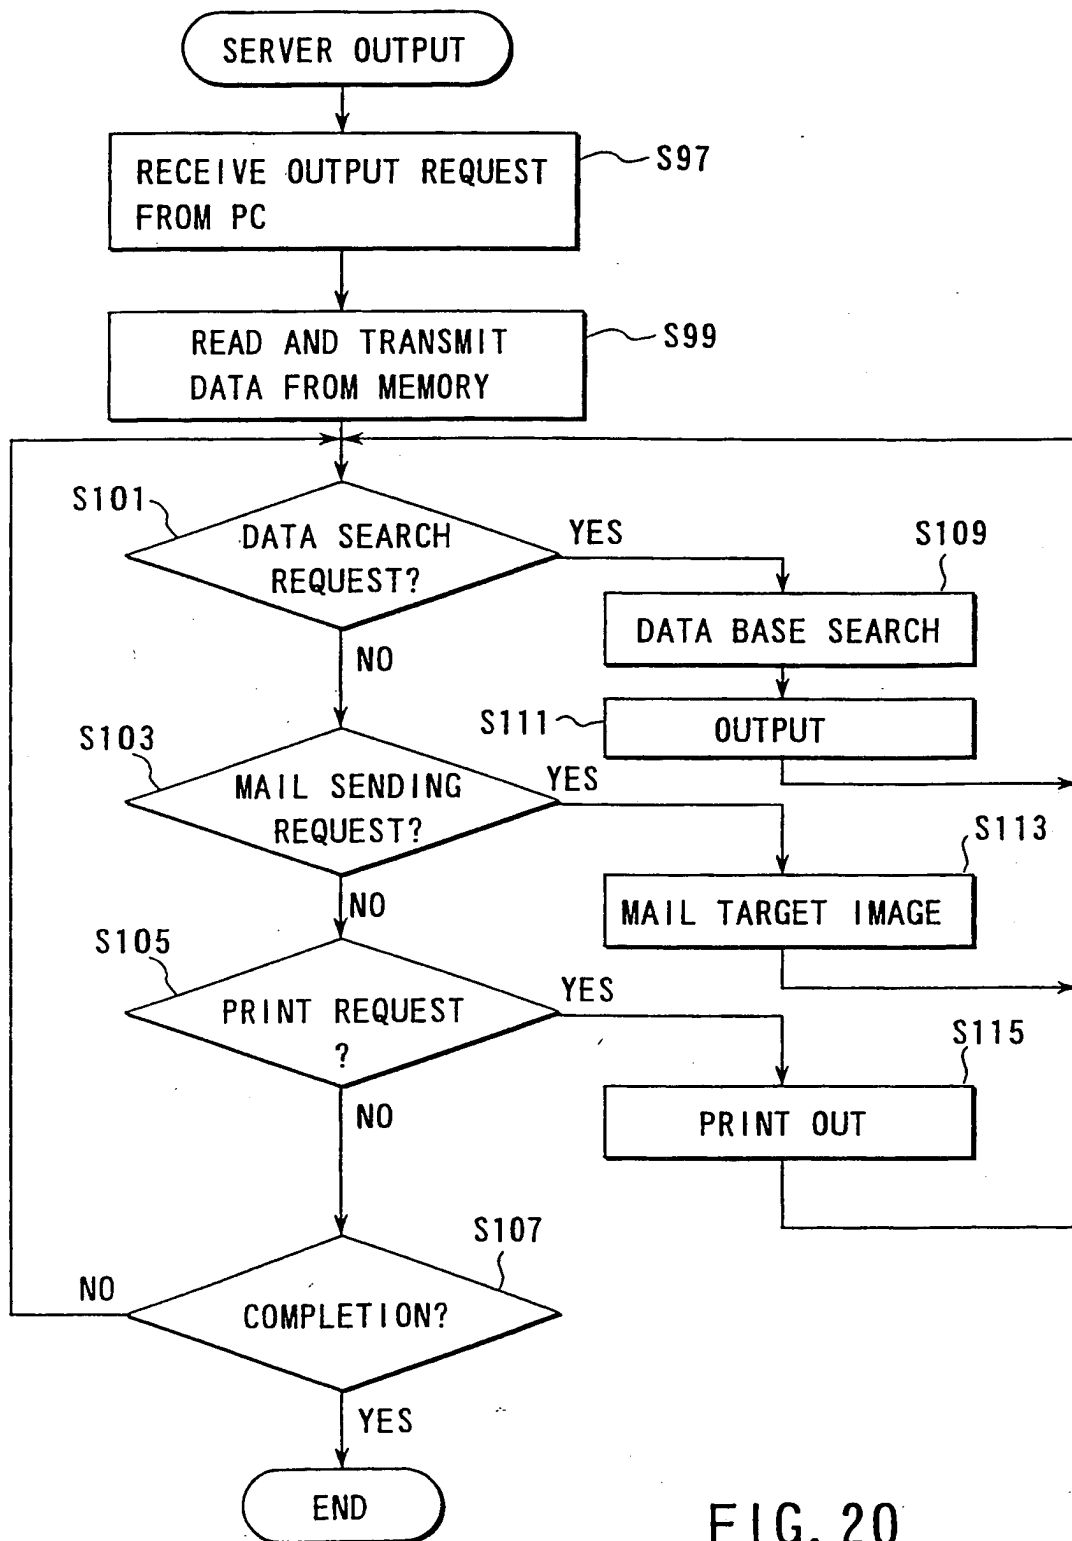 SERVER OUTPUT
RECEIVE OUTPUT REQUEST
FROM PC
S97
READ AND TRANSMIT
DATA FROM MEMORY
S99
S101
DATA SEARCH
REQUEST?
YES
NO
S109
DATA BASE SEARCH
S111
OUTPUT
S103
MAIL SENDING
REQUEST?
YES
NO
S113
MAIL TARGET IMAGE
S105
PRINT REQUEST
?
YES
NO
S115
PRINT OUT
S107
COMPLETION?
NO
YES
END
FIG. 20